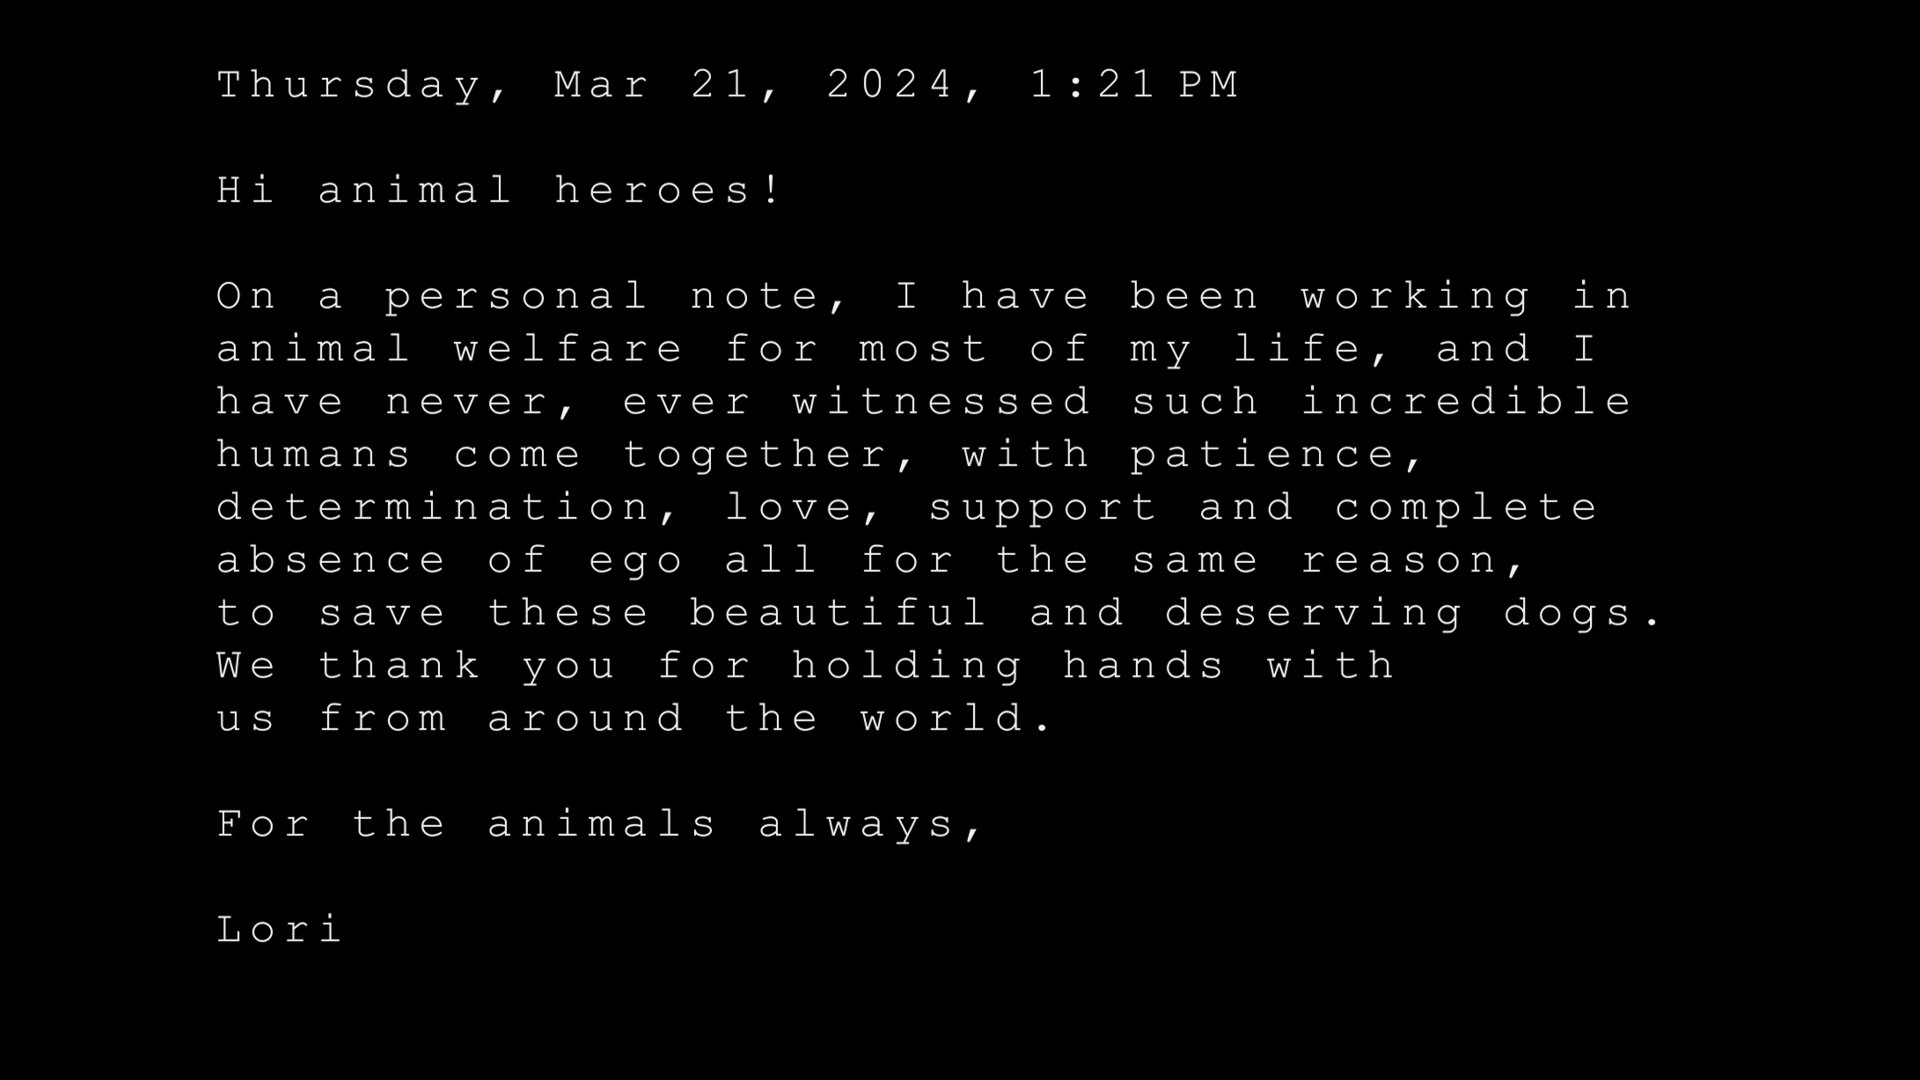 Thursday, Mar 21, 2024, 1:21 PM
Hi animal heroes!
On a personal note, I have been working in
animal welfare for most of my life, and I
have never, ever witnessed such incredible
humans come together, with patience,
determination, love, support and complete
absence of ego all for the same reason,
to save these beautiful and deserving dogs.
We thank you for holding hands with
us from around the world.
For the animals always,
Lori